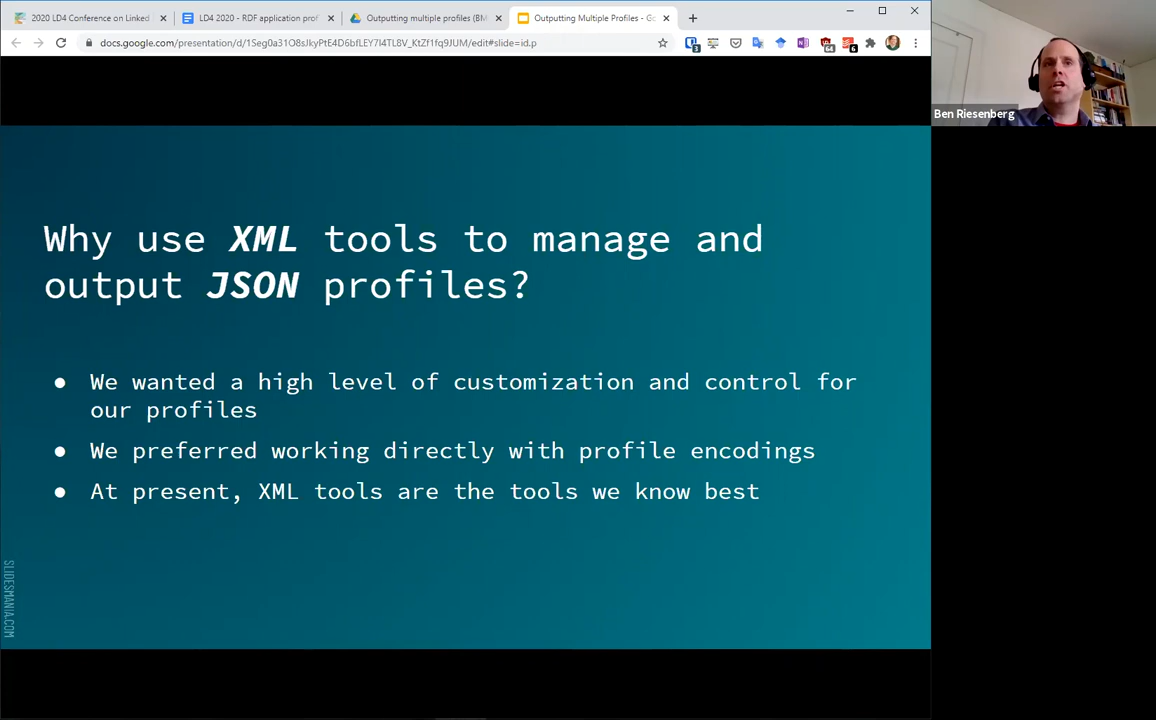 2020 LD4 Conference on Linked
LD4 2020 - RDF application prof
Outputting multiple profiles (BM
Outputting Multiple Profiles - Go
docs.google.com/presentation/d/1Seg0a31O8sJkyPtE4D6bfLEY7l4TL8V_KtZf1fq9JUM/edit#slide=id.p
Ben Riesenberg
Why use XML tools to manage and
output JSON profiles?
● We wanted a high level of customization and control for
our profiles
● We preferred working directly with profile encodings
● At present, XML tools are the tools we know best
SLIDESMANIA.COM